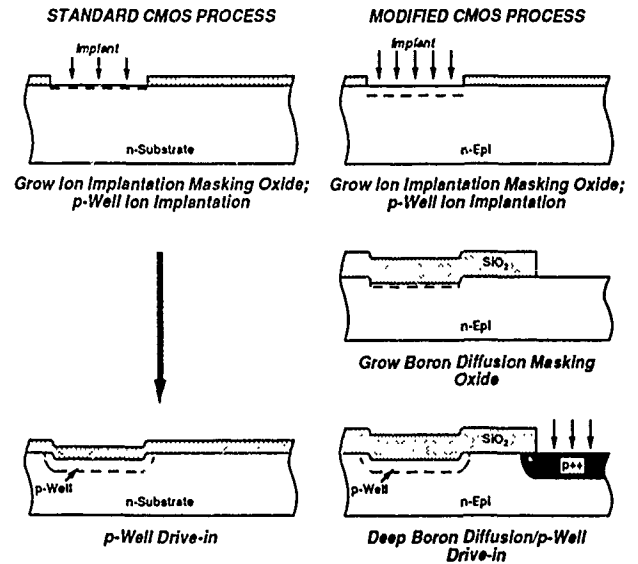 STANDARD CMOS PROCESS
Implant
n-Substrate
Grow Ion Implantation Masking Oxide;
p-Well Ion Implantation
p-Well
n-Substrate
p-Well Drive-in
MODIFIED CMOS PROCESS
Implant
n-Epi
Grow Ion Implantation Masking Oxide;
p-Well Ion Implantation
SiO2
n-Epi
Grow Boron Diffusion Masking
Oxide
SiO2
p++
p-Well
n-Epi
Deep Boron Diffusion/p-Well
Drive-in